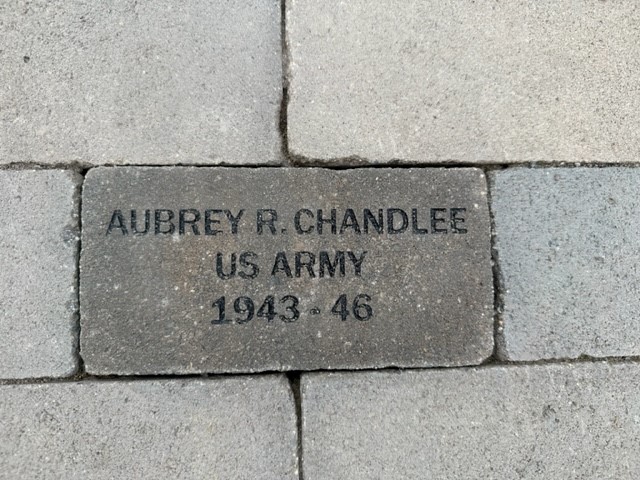 AUBREY R. CHANDLEE
US ARMY
1943 - 46